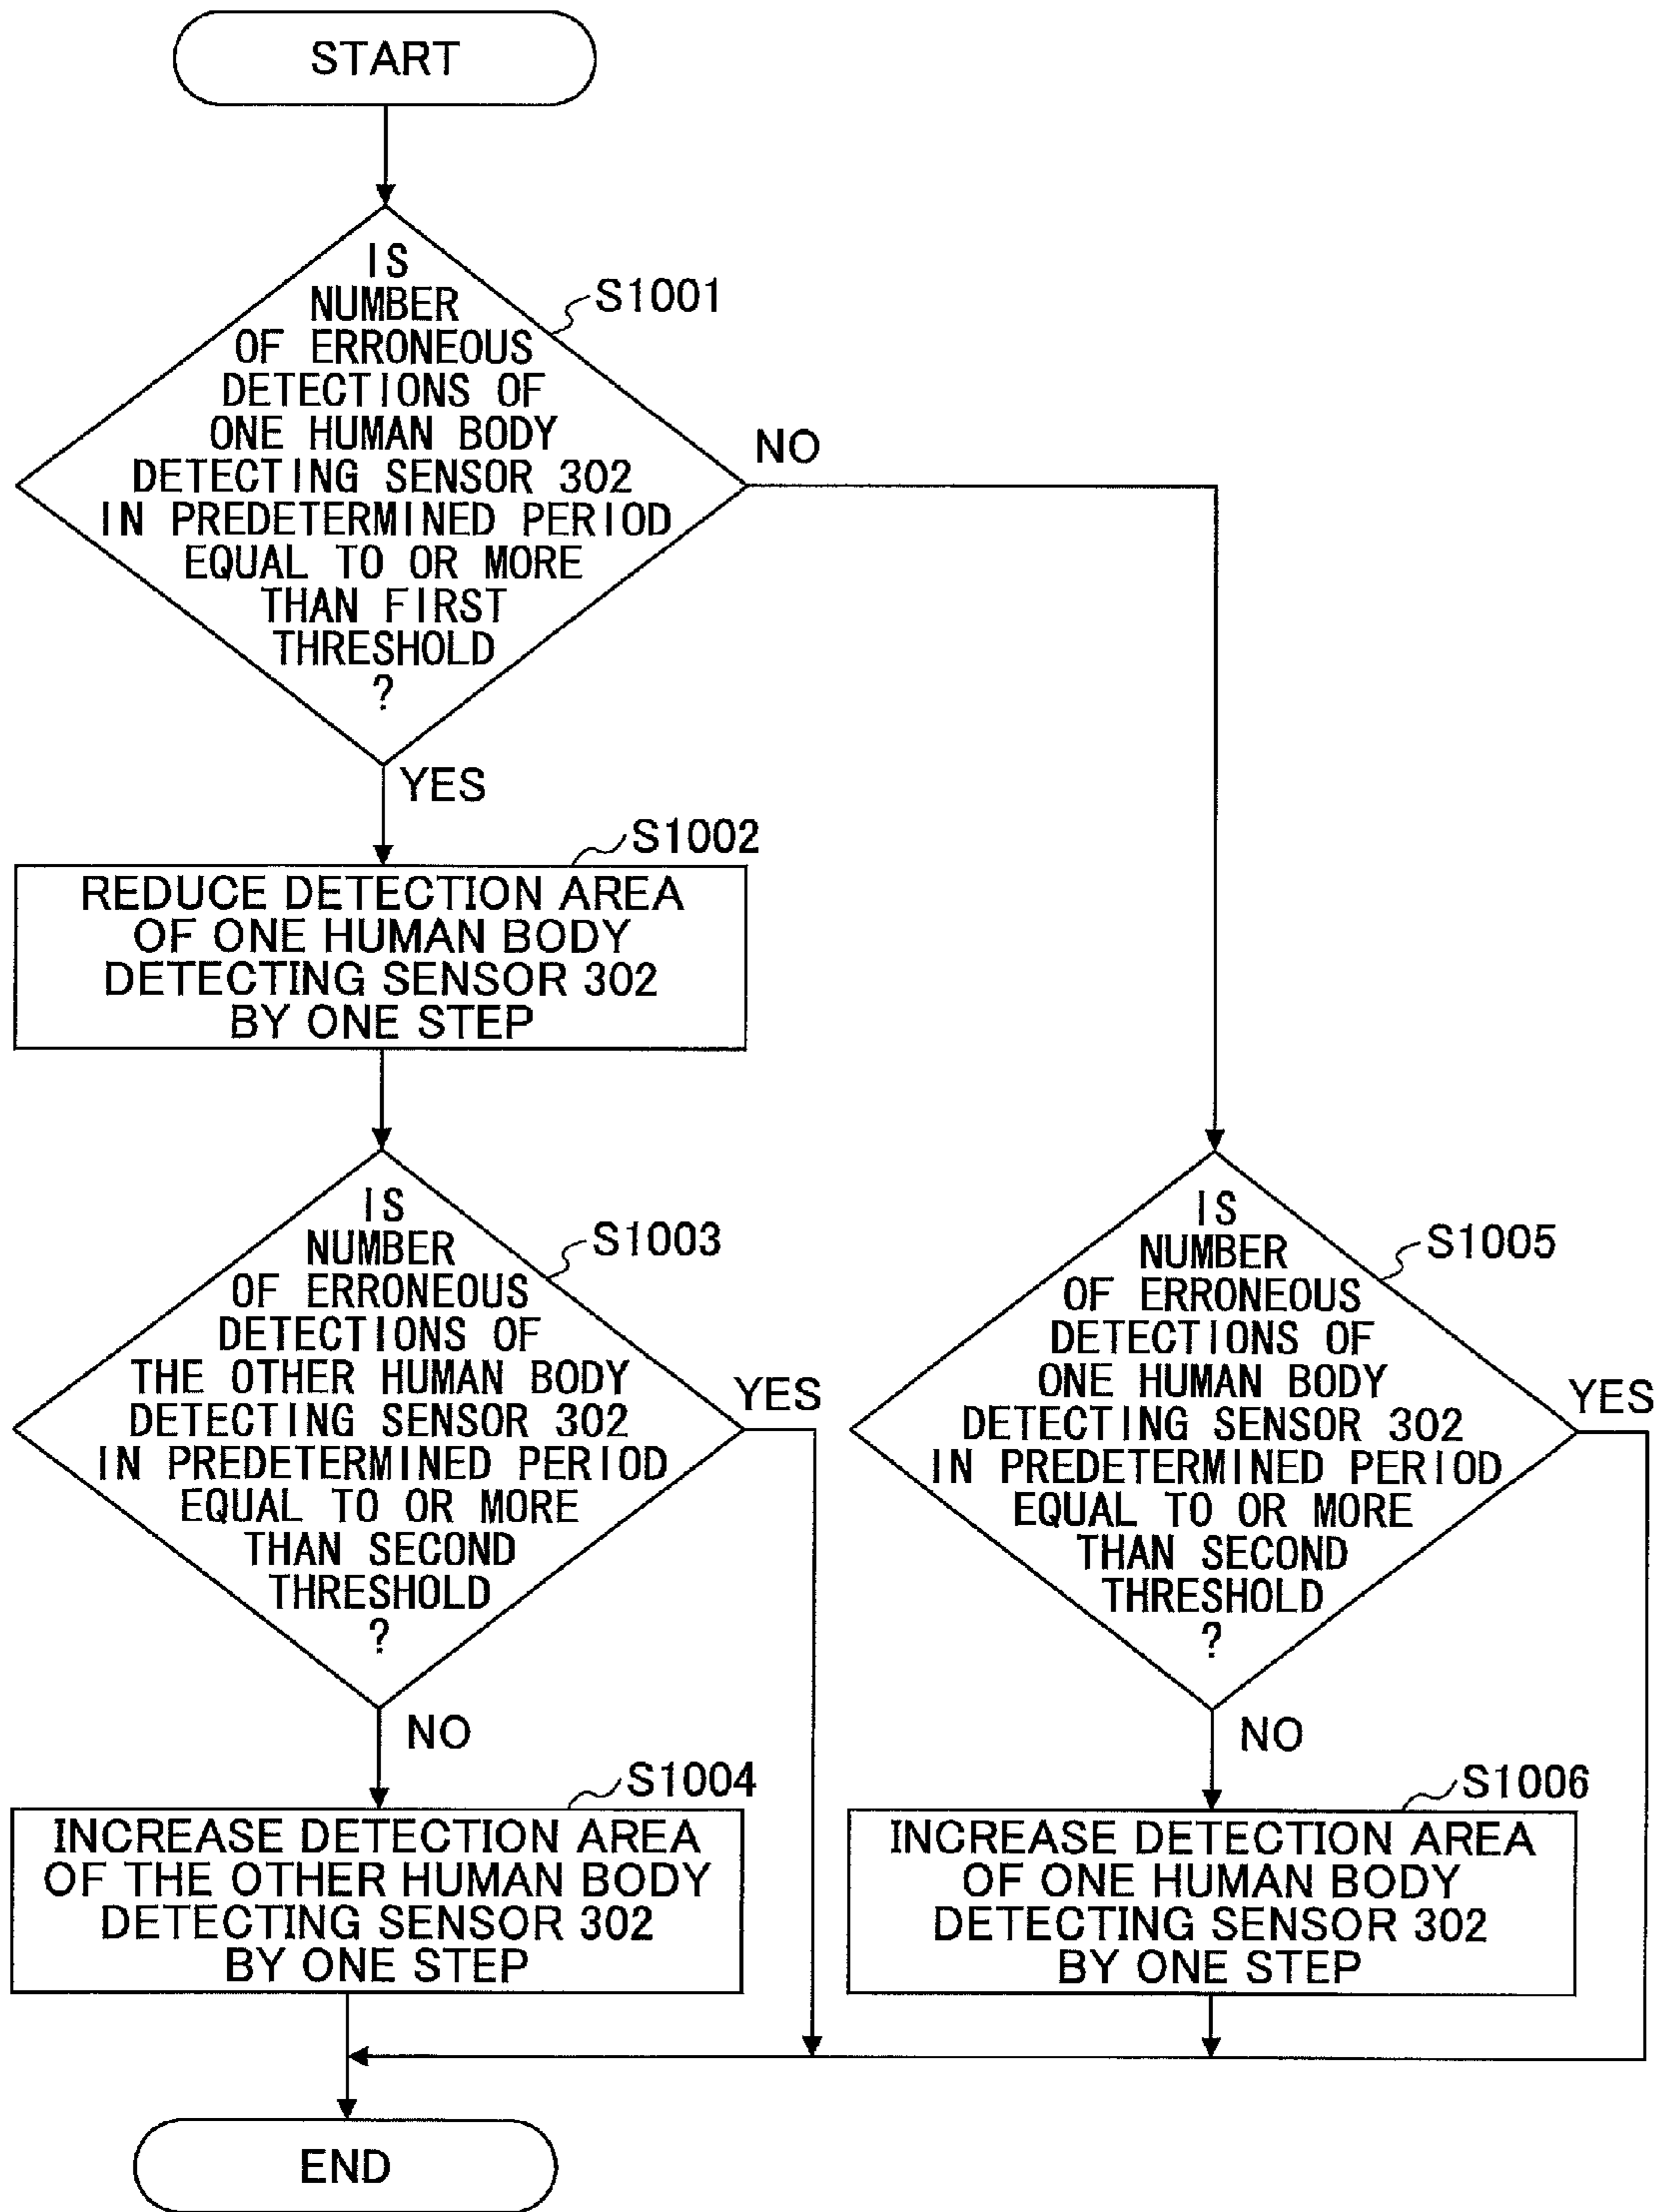 START
IS
NUMBER
OF ERRONEOUS
DETECTIONS OF
ONE HUMAN BODY
DETECTING SENSOR 302
IN PREDETERMINED PERIOD
EQUAL TO OR MORE
THAN FIRST
THRESHOLD
?
S1001
NO
YES
S1002
REDUCE DETECTION AREA
OF ONE HUMAN BODY
DETECTING SENSOR 302
BY ONE STEP
IS
NUMBER
OF ERRONEOUS
DETECTIONS OF
THE OTHER HUMAN BODY
DETECTING SENSOR 302
IN PREDETERMINED PERIOD
EQUAL TO OR MORE
THAN SECOND
THRESHOLD
?
S1003
YES
NO
S1004
INCREASE DETECTION AREA
OF THE OTHER HUMAN BODY
DETECTING SENSOR 302
BY ONE STEP
IS
NUMBER
OF ERRONEOUS
DETECTIONS OF
ONE HUMAN BODY
DETECTING SENSOR 302
IN PREDETERMINED PERIOD
EQUAL TO OR MORE
THAN SECOND
THRESHOLD
?
S1005
YES
NO
S1006
INCREASE DETECTION AREA
OF ONE HUMAN BODY
DETECTING SENSOR 302
BY ONE STEP
END